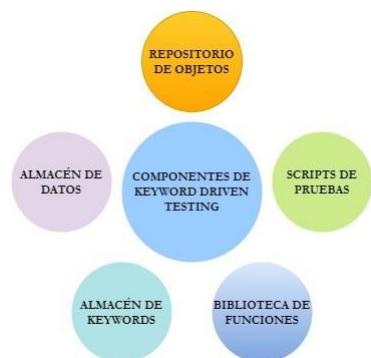 REPOSITORIO
DE OBJETOS
ALMACÉN DE
DATOS
COMPONENTES DE
KEYWORD DRIVEN
TESTING
SCRIPTS DE
PRUEBAS
ALMACÉN DE
KEYWORDS
BIBLIOTECA DE
FUNCIONES